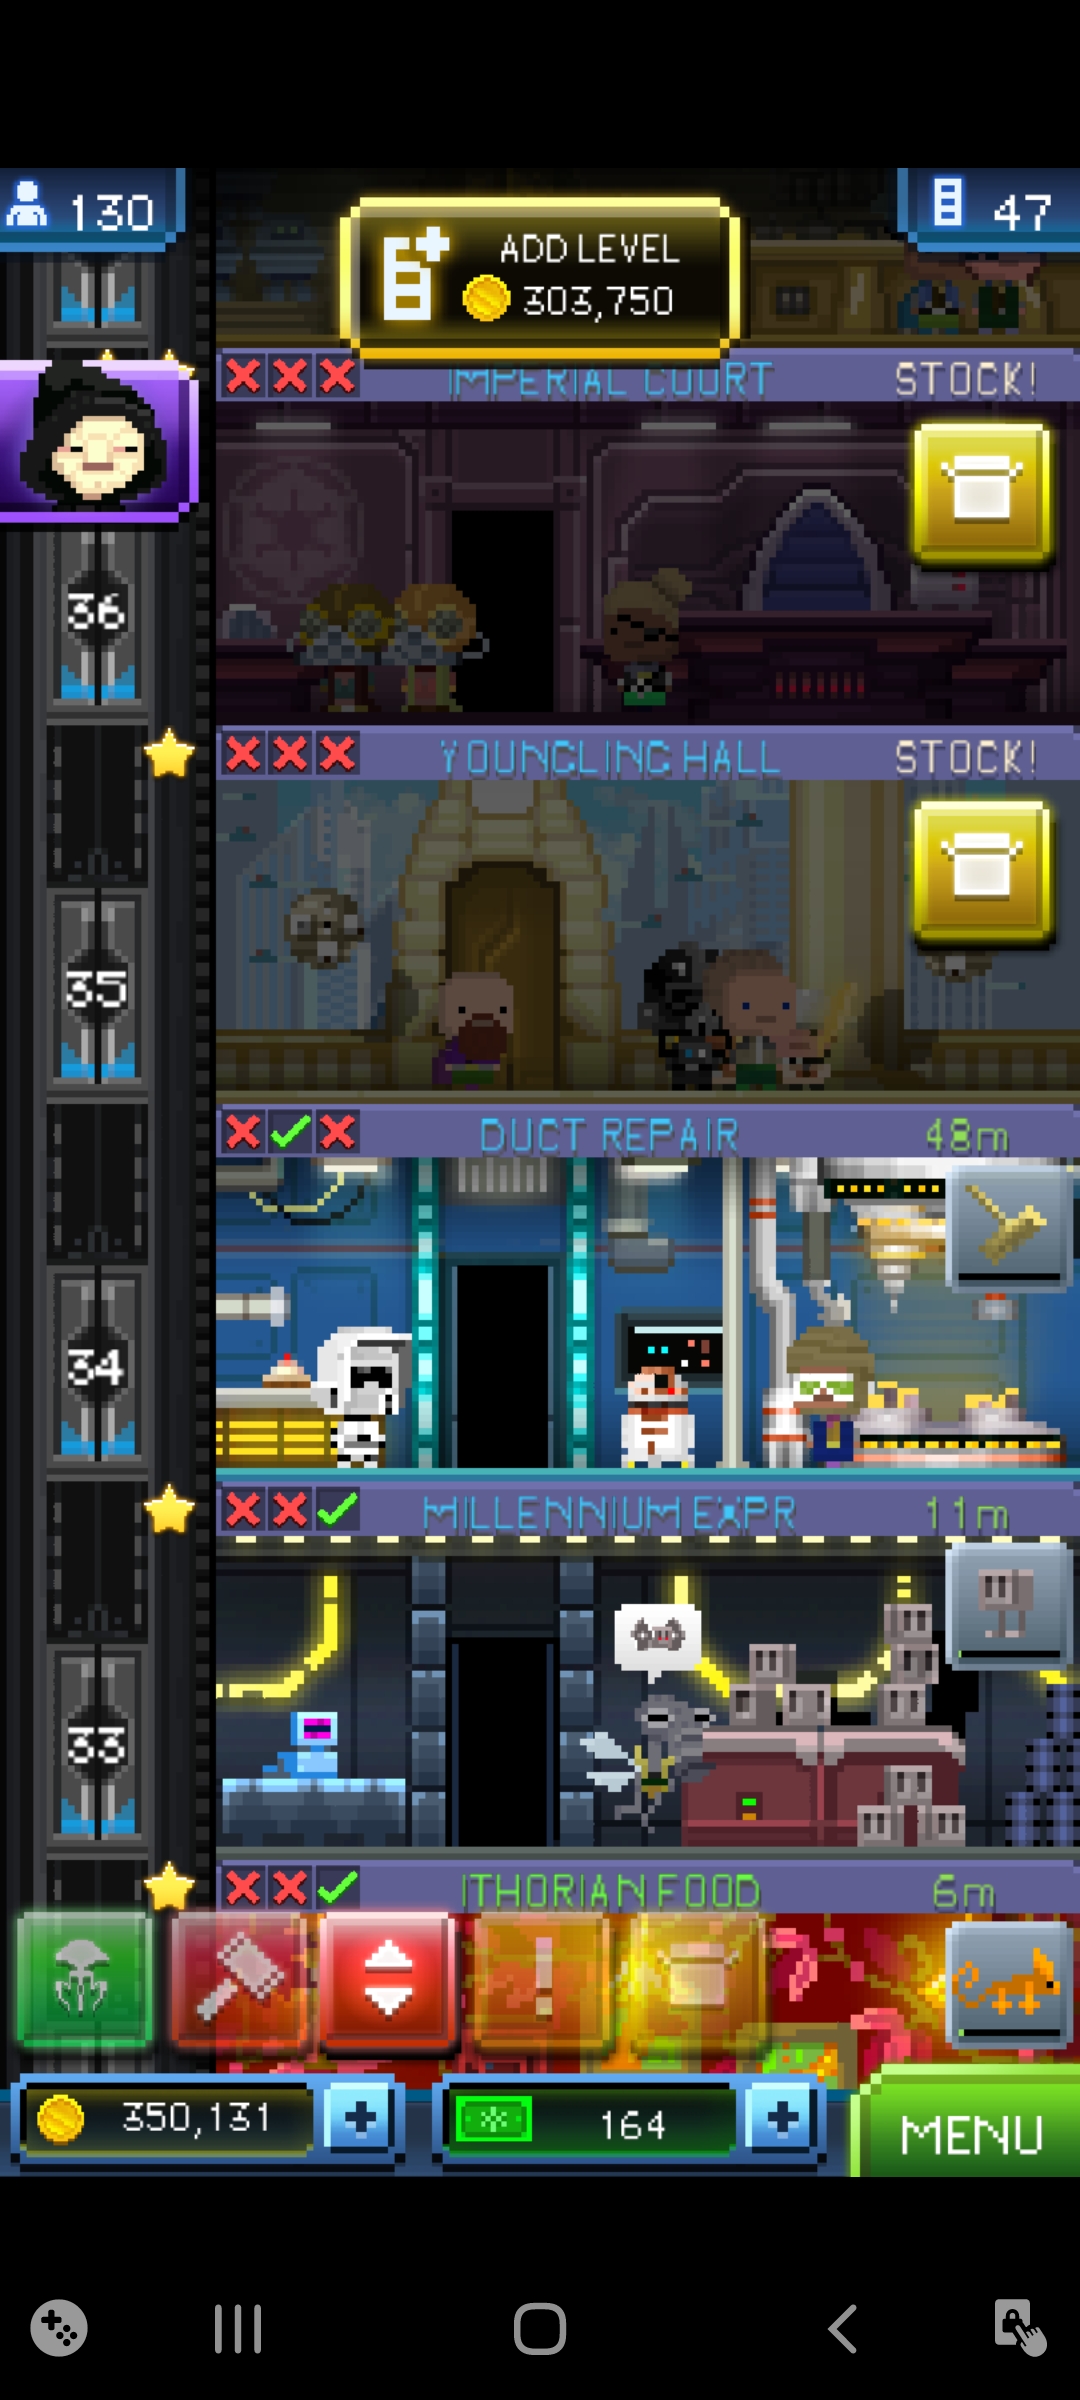 130
47
ADD LEVEL
303,750
IMPERIAL COURT
STOCK!
36
YOUNGLING HALL
STOCK!
35
DUCT REPAIR
48m
34
MILLENNIUM EXPR
11m
33
ITHORIAN FOOD
6m
350,131
164
MENU